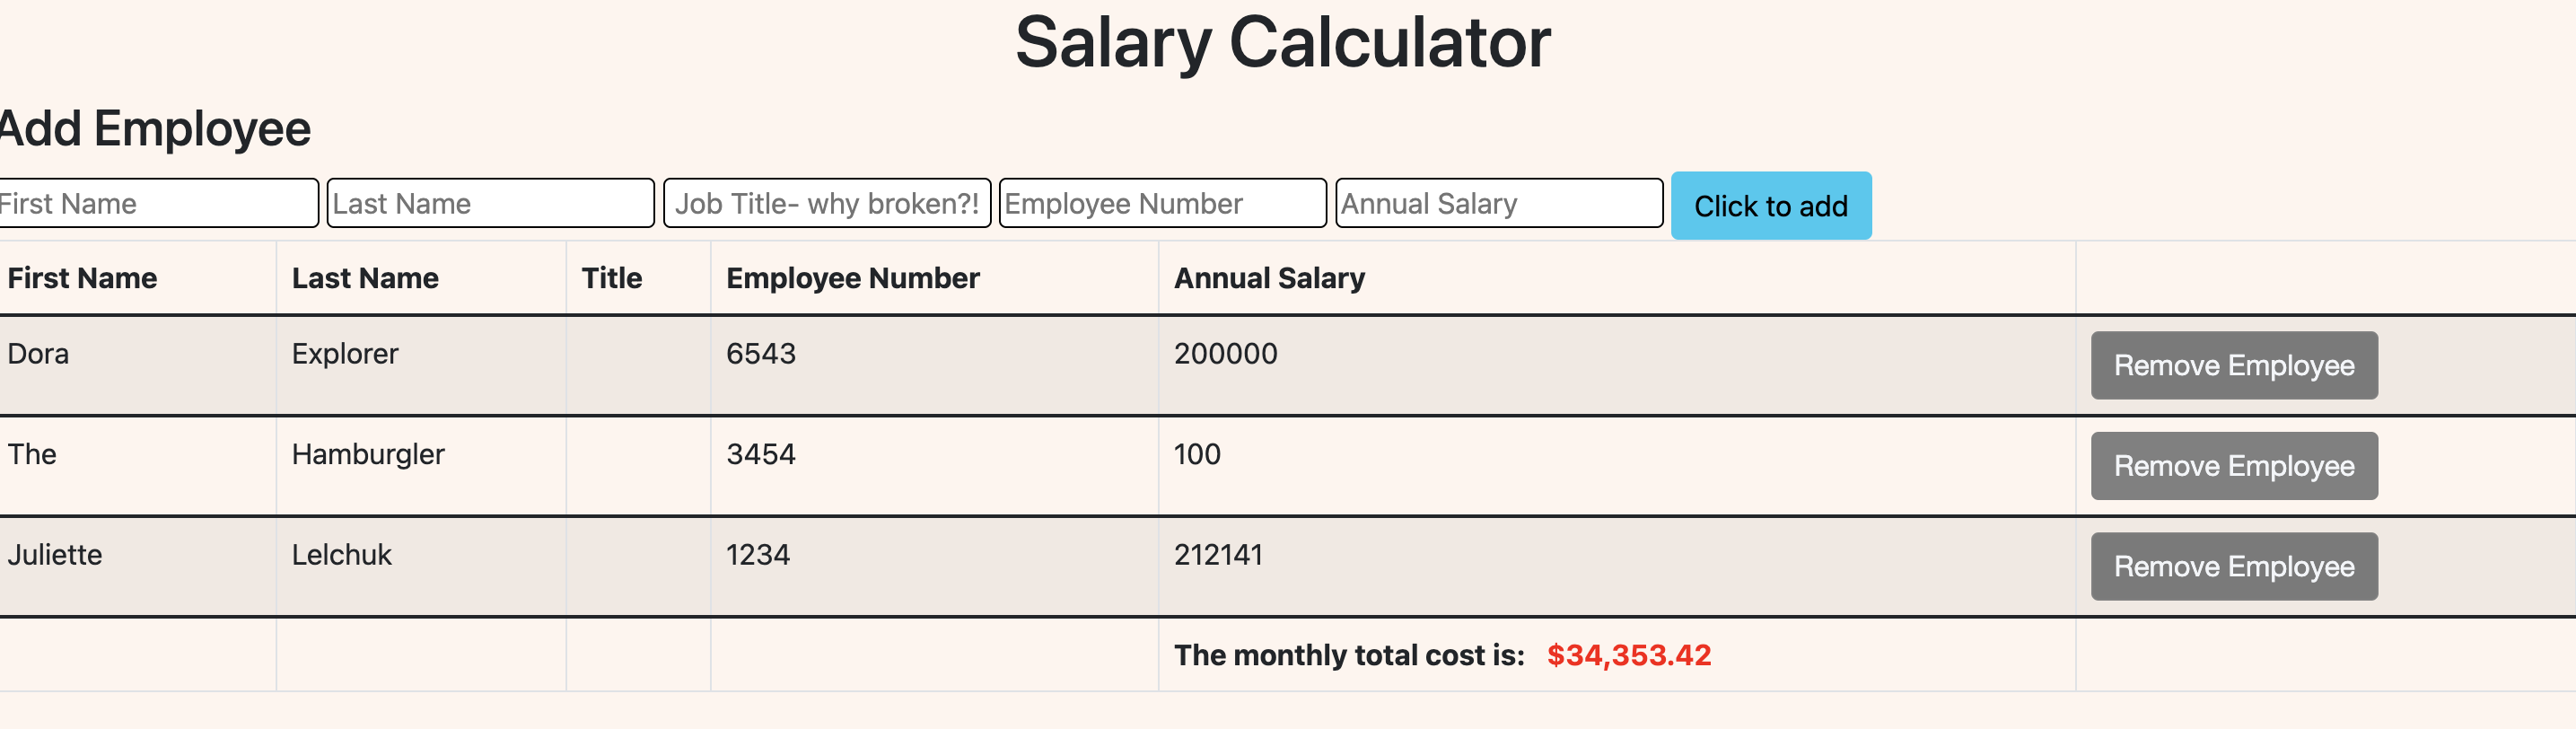 Salary Calculator
Add Employee
First Name Last Name Job Title- why broken?! Employee Number Annual Salary Click to add
First Name Last Name Title Employee Number Annual Salary
Dora Explorer 6543 200000 Remove Employee
The Hamburgler 3454 100 Remove Employee
Juliette Lelchuk 1234 212141 Remove Employee
The monthly total cost is: $34,353.42